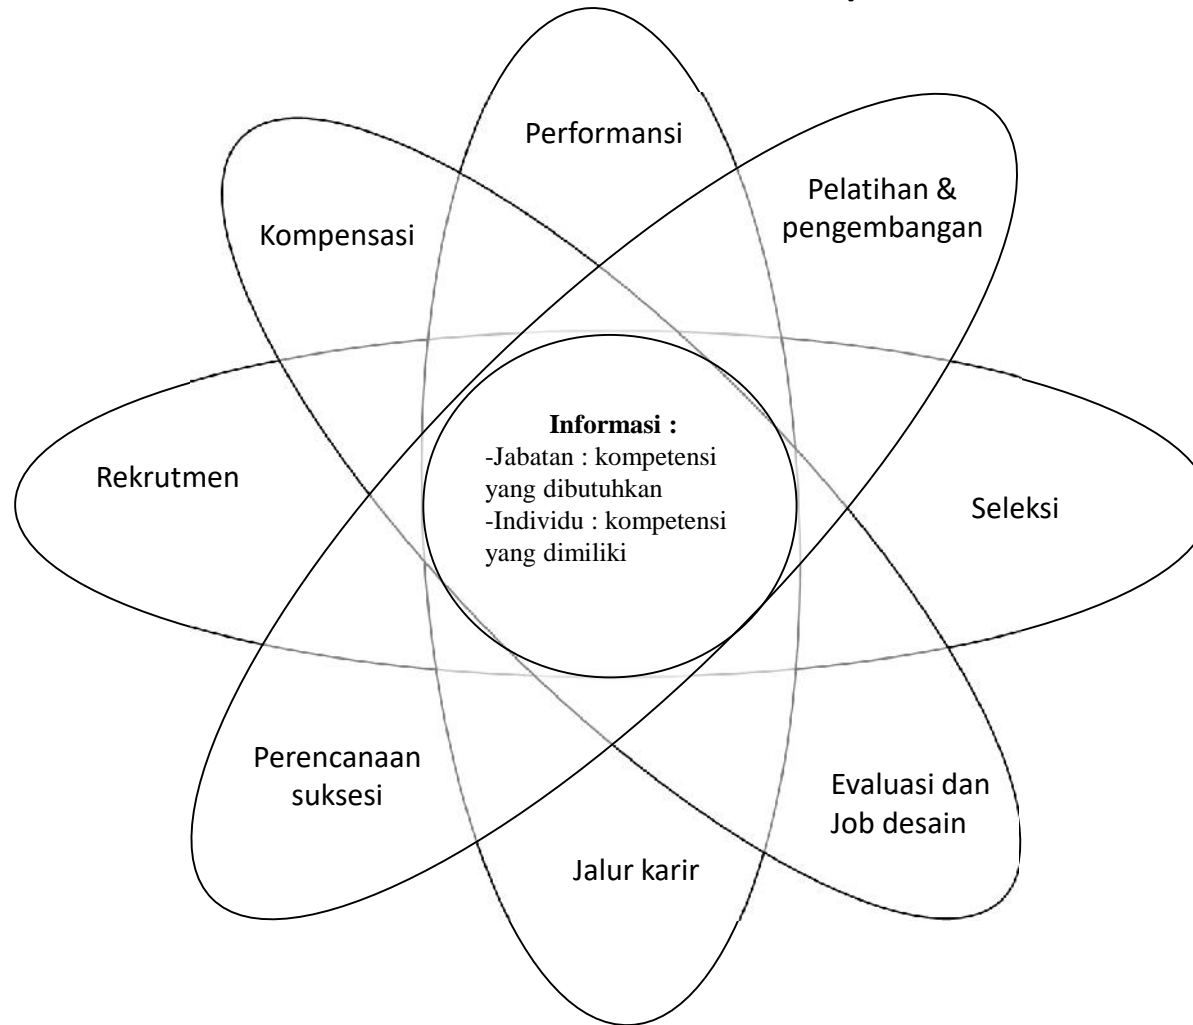 Performansi
Pelatihan &
pengembangan
Kompensasi
Informasi :
-Jabatan : kompetensi
yang dibutuhkan
-Individu : kompetensi
yang dimiliki
Rekrutmen
Seleksi
Perencanaan
suksesi
Evaluasi dan
Job desain
Jalur karir